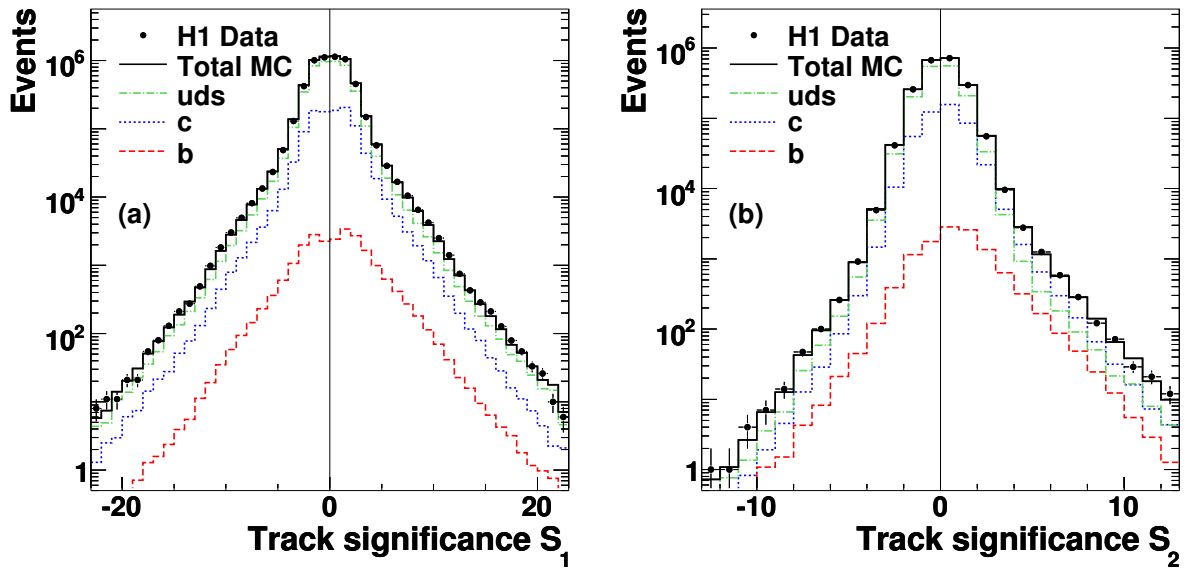 Events
10^6
10^4
10^2
1
H1 Data
Total MC
uds
c
b
(a)
-20
0
20
Track significance S_1
Events
10^6
10^4
10^2
1
H1 Data
Total MC
uds
c
b
(b)
-10
0
10
Track significance S_2